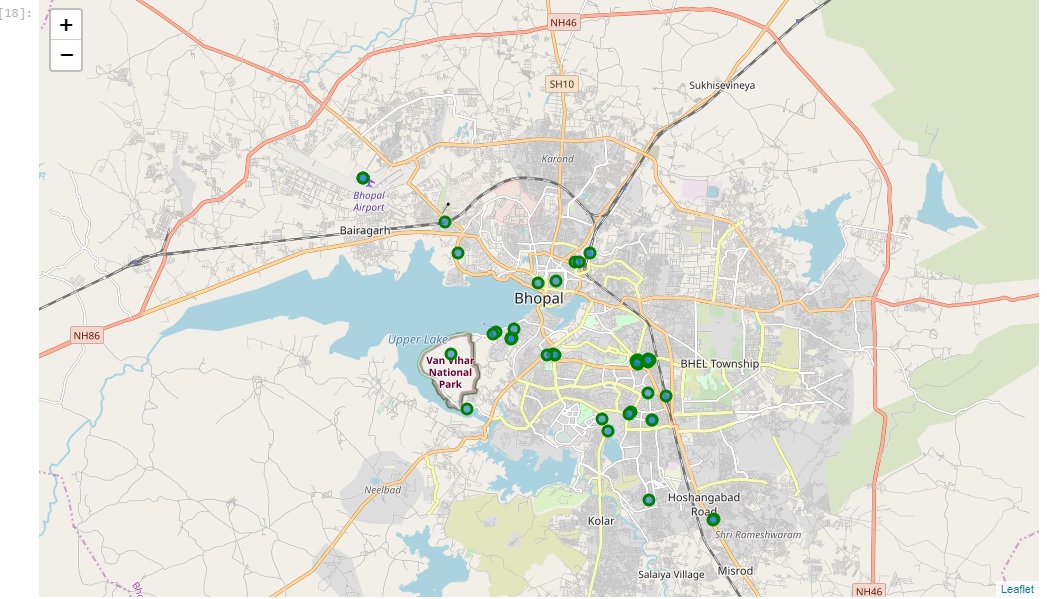 [18]:
+
−
NH46
SH10
Sukhisevineya
Karond
Bhopal
Airport
Bairagarh
Bhopal
NH86
Upper Lake
Van Vihar
National
Park
BHEL Township
Neelbad
Hoshangabad
Road
Kolar
Shri Rameshwaram
Salaiya Village
Misrod
Bho
NH46
Leaflet